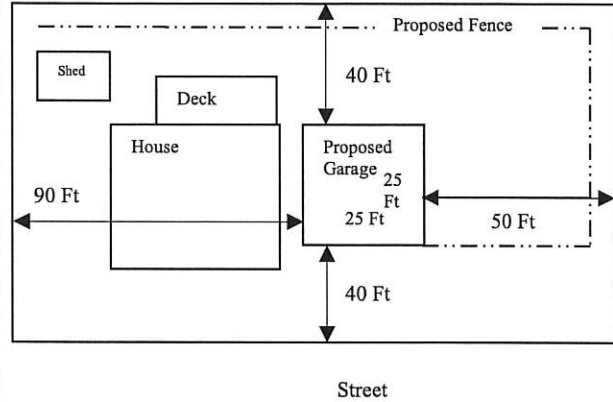 Proposed Fence
40 Ft
Shed
Deck
House
Proposed
Garage
25
Ft
25 Ft
90 Ft
50 Ft
40 Ft
Street